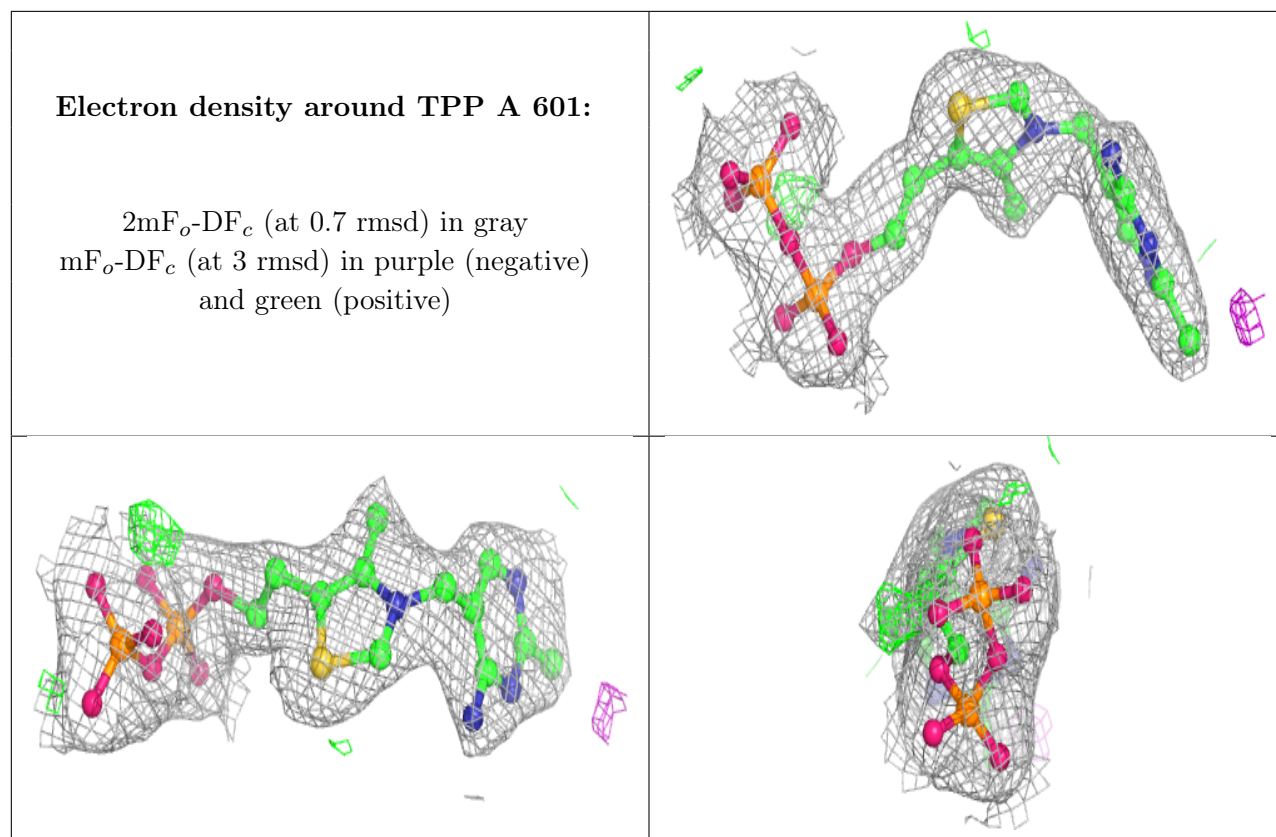 Electron density around TPP A 601:
2mFo-DFc (at 0.7 rmsd) in gray
mFo-DFc (at 3 rmsd) in purple (negative)
and green (positive)